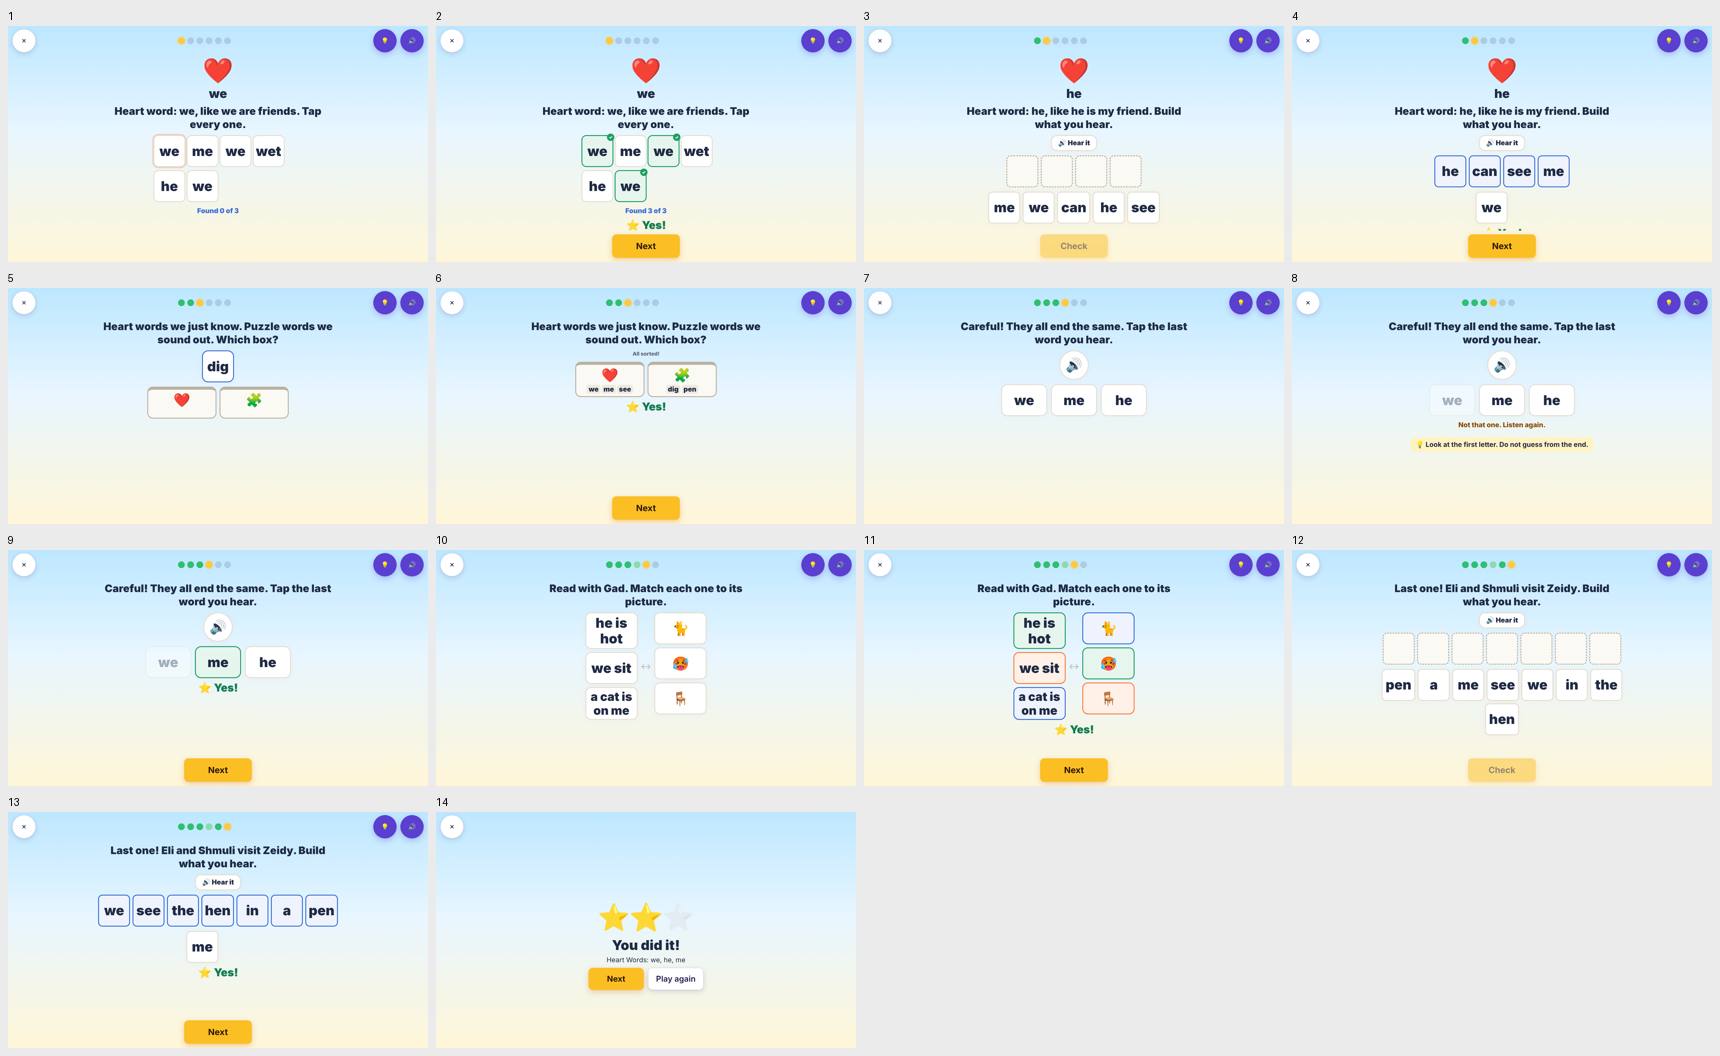 1
we
Heart word: we, like we are friends. Tap
every one.
we me we wet
he we
Found 0 of 3
2
we
Heart word: we, like we are friends. Tap
every one.
we me we wet
he we
Found 3 of 3
Yes!
Next
3
he
Heart word: he, like he is my friend. Build
what you hear.
Hear it
me we can he see
Check
4
he
Heart word: he, like he is my friend. Build
what you hear.
Hear it
he can see me
we
Next
5
Heart words we just know. Puzzle words we
sound out. Which box?
dig
6
Heart words we just know. Puzzle words we
sound out. Which box?
All sorted!
we me see dig pen
Yes!
Next
7
Careful! They all end the same. Tap the last
word you hear.
we me he
8
Careful! They all end the same. Tap the last
word you hear.
we me he
Not that one. Listen again.
Look at the first letter. Do not guess from the end.
9
Careful! They all end the same. Tap the last
word you hear.
we me he
Yes!
Next
10
Read with Gad. Match each one to its
picture.
he is
hot
we sit
a cat is
on me
11
Read with Gad. Match each one to its
picture.
he is
hot
we sit
a cat is
on me
Yes!
Next
12
Last one! Eli and Shmuli visit Zeidy. Build
what you hear.
Hear it
pen a me see we in the
hen
Check
13
Last one! Eli and Shmuli visit Zeidy. Build
what you hear.
Hear it
we see the hen in a pen
me
Yes!
Next
14
You did it!
Heart Words: we, he, me
Next Play again